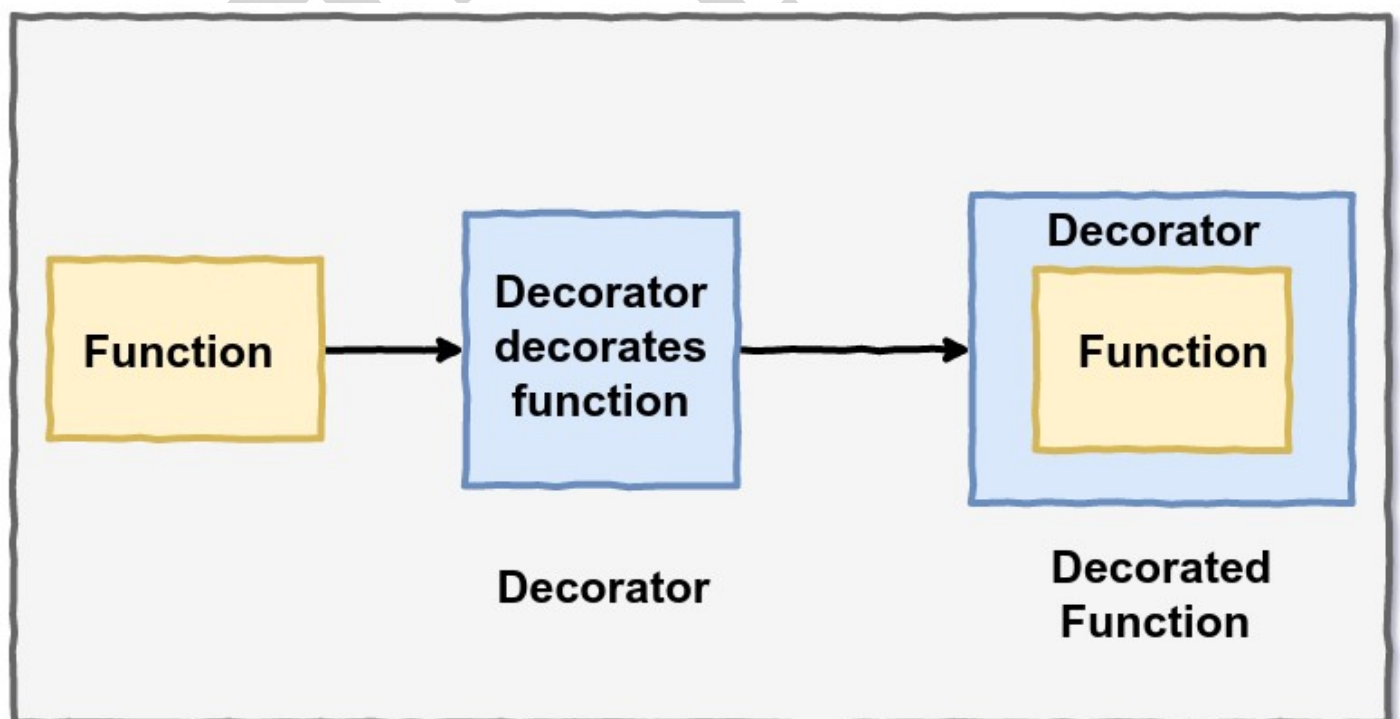 Function
Decorator
decorates
function
Decorator
Function
Decorator
Decorated
Function